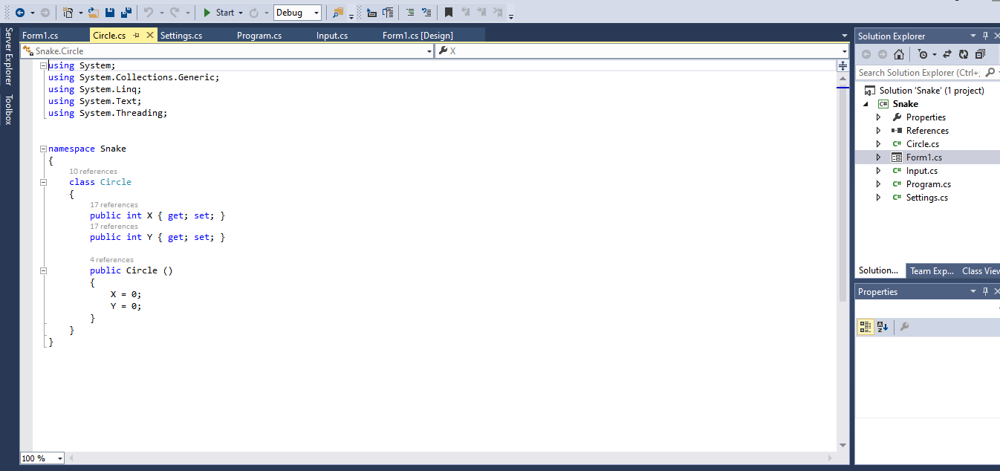 Start
Debug
Server Explorer
Toolbox
Form1.cs
Circle.cs
Settings.cs
Program.cs
Input.cs
Form1.cs [Design]
Snake.Circle
X
using System;
using System.Collections.Generic;
using System.Linq;
using System.Text;
using System.Threading;
namespace Snake
{
10 references
class Circle
{
17 references
public int X { get; set; }
17 references
public int Y { get; set; }
4 references
public Circle ()
{
X = 0;
Y = 0;
}
}
}
100 %
Solution Explorer
Search Solution Explorer (Ctrl+;
Solution 'Snake' (1 project)
C# Snake
Properties
References
C# Circle.cs
Form1.cs
C# Input.cs
C# Program.cs
C# Settings.cs
Solution... Team Exp... Class View
Properties